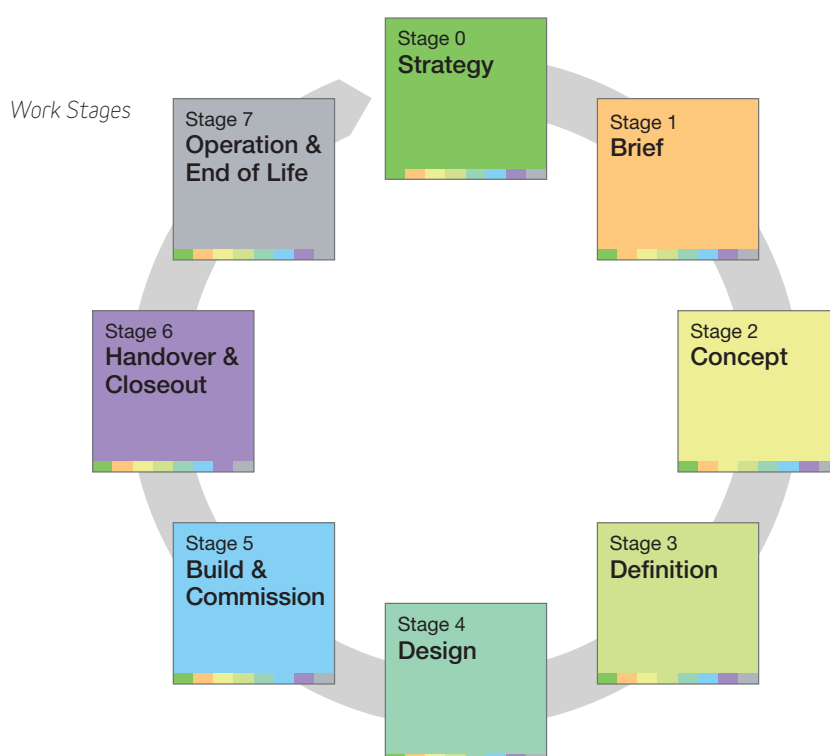 Work Stages
Stage 0
Strategy
Stage 1
Brief
Stage 2
Concept
Stage 3
Definition
Stage 4
Design
Stage 5
Build &
Commission
Stage 6
Handover &
Closeout
Stage 7
Operation &
End of Life